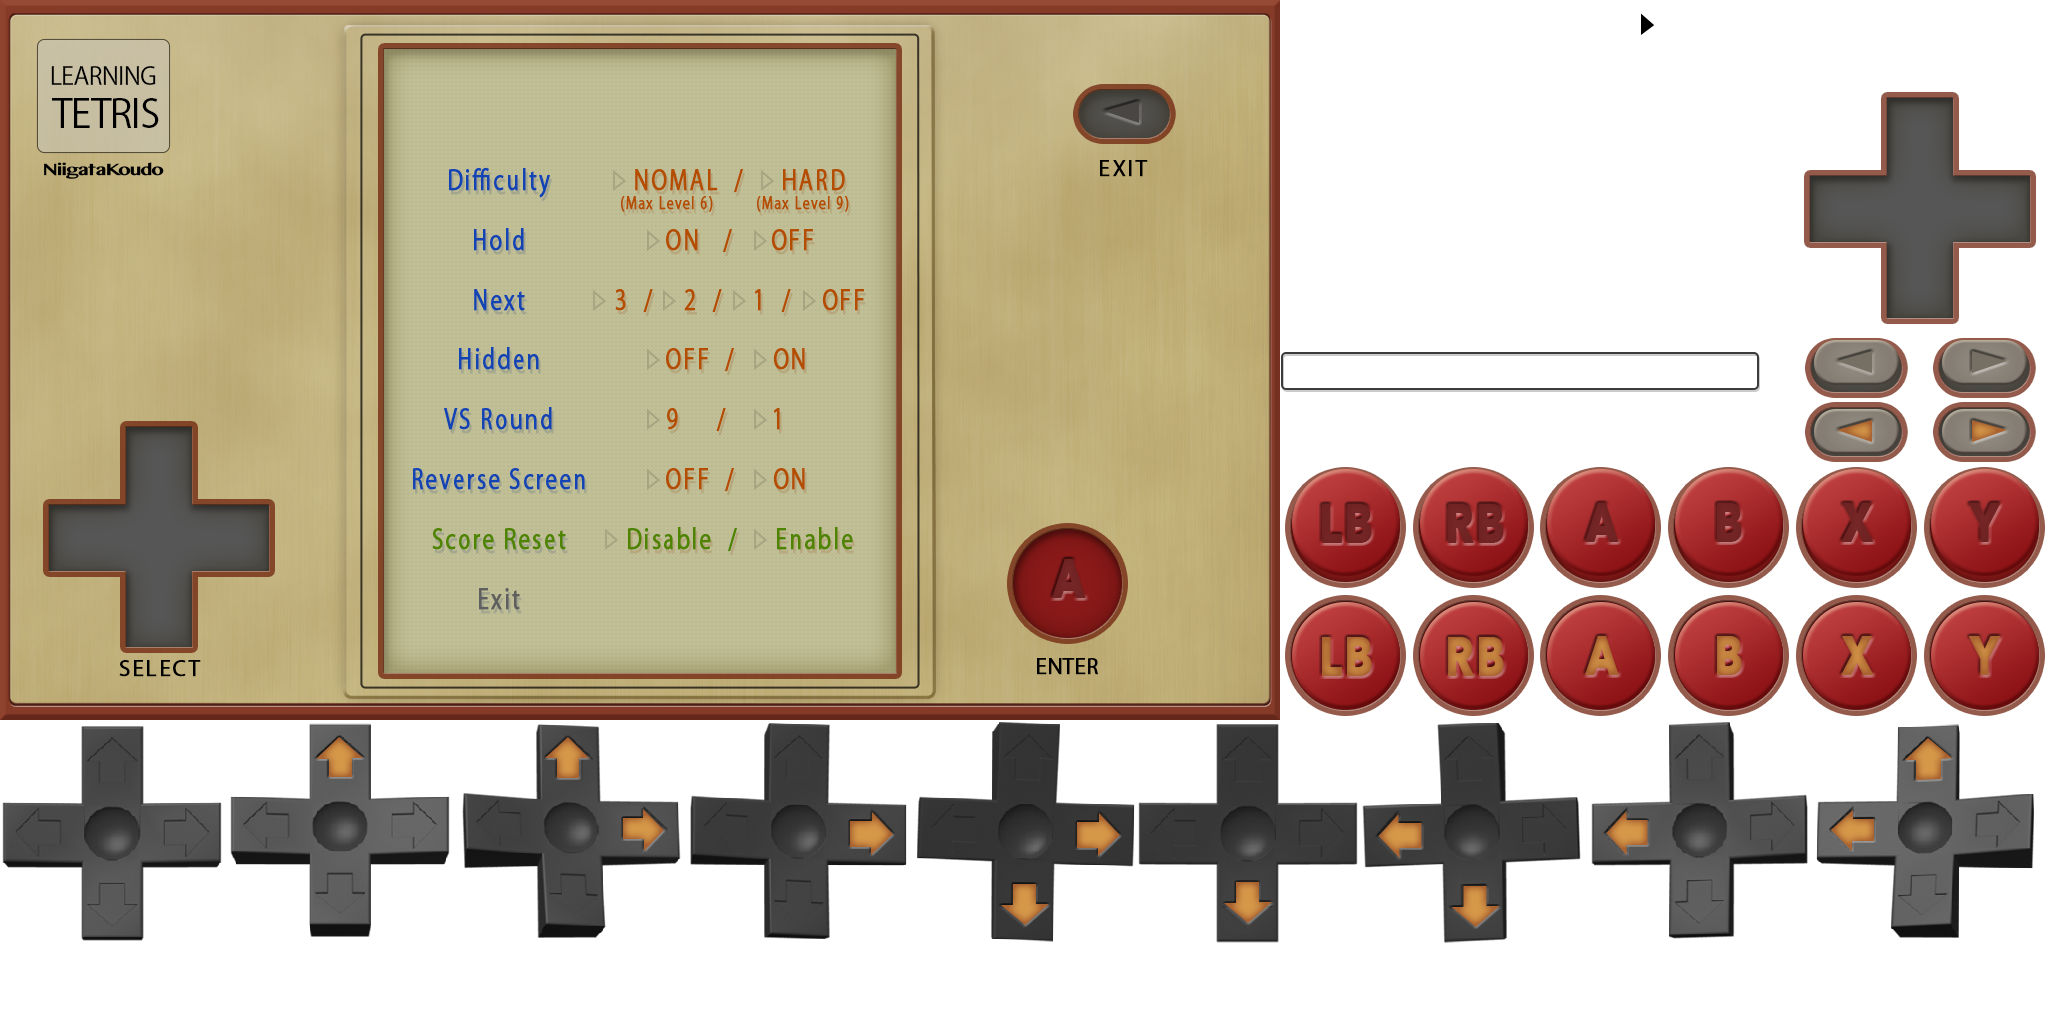 LEARNING
TETRIS
NiigataKoudo
EXIT
Difficulty NOMAL / HARD
(Max Level 6) (Max Level 9)
Hold ON / OFF
Next 3 / 2 / 1 / OFF
Hidden OFF / ON
VS Round 9 / 1
Reverse Screen OFF / ON
Score Reset Disable / Enable
Exit
SELECT
A
ENTER
LB RB A B X Y
LB RB A B X Y